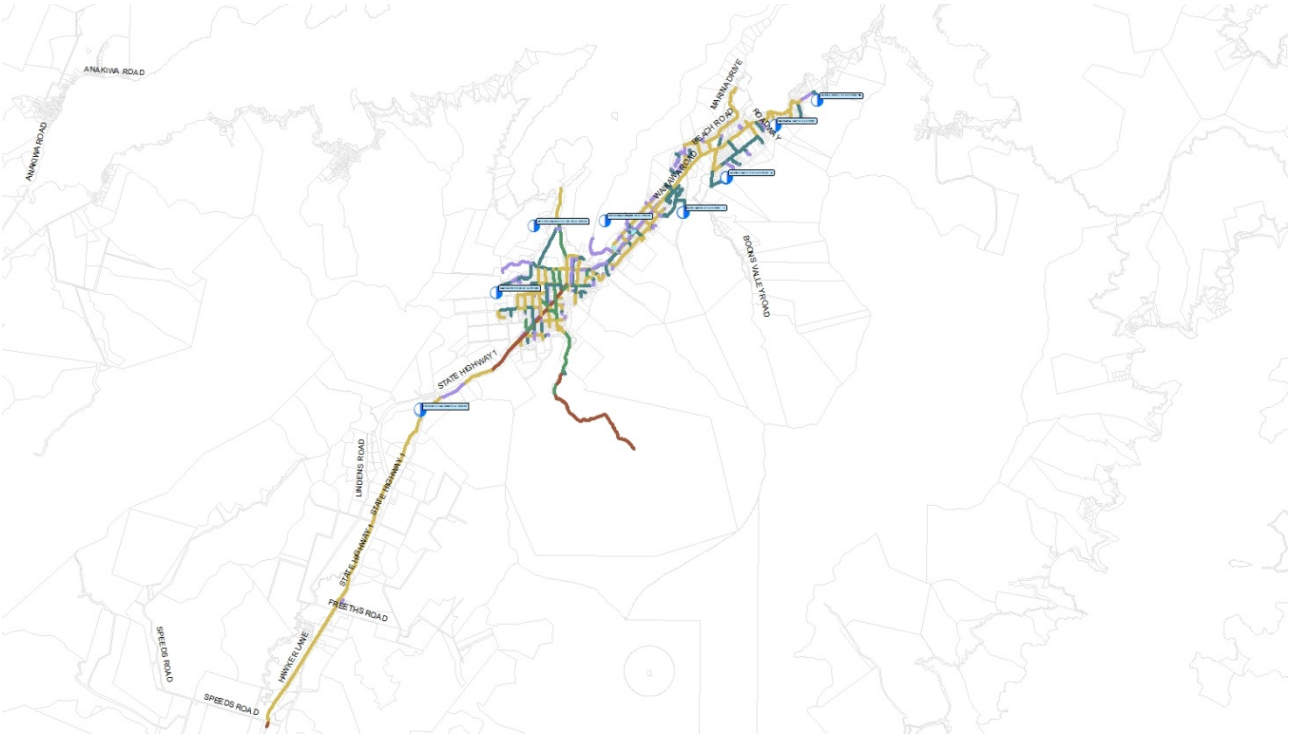 ANAKIWA ROAD
MARINA DRIVE
BEACH ROAD
ROADWAY
ANAKIWA ROAD
WAIKAWA ROAD
BOONS VALLEY ROAD
STATE HIGHWAY 1
LINDENS ROAD
STATE HIGHWAY 1
STATE HIGHWAY 1
FREETHS ROAD
SPEEDS ROAD
HAWKER LANE
SPEEDS ROAD